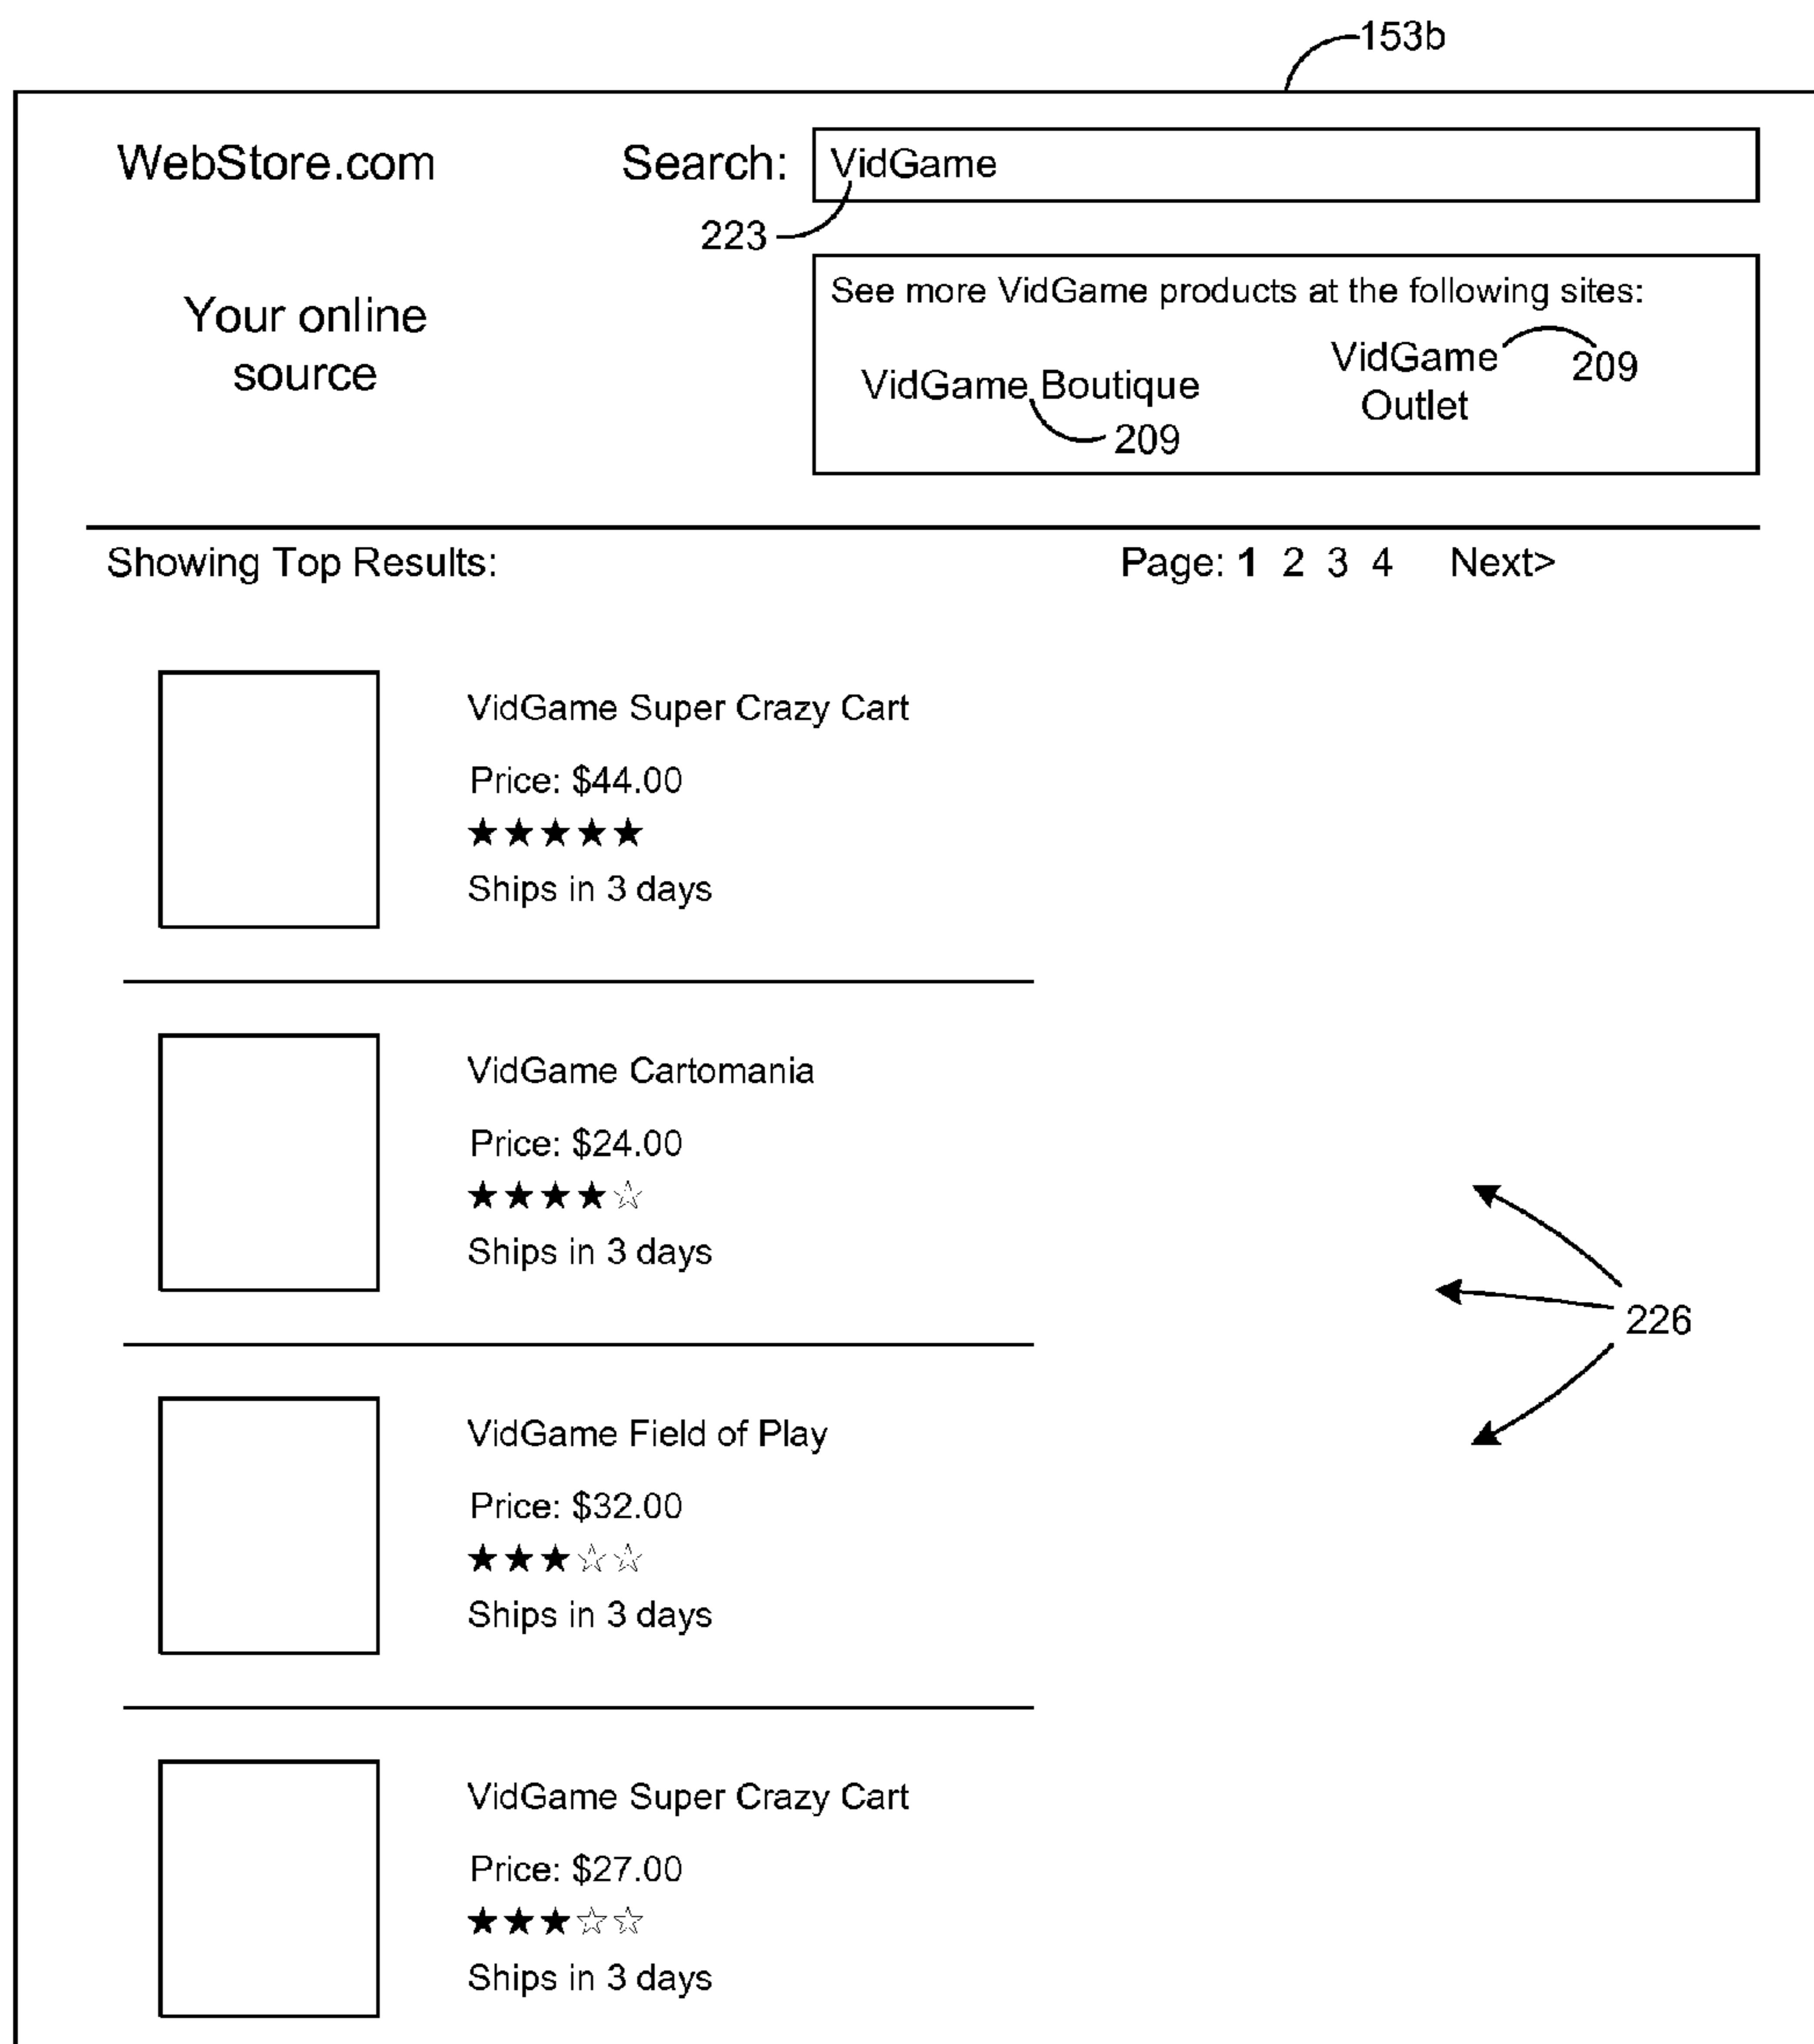 153b
WebStore.com
Search: VidGame
223
Your online
source
See more VidGame products at the following sites:
VidGame Boutique
209
VidGame
Outlet
209
Showing Top Results:
Page: 1 2 3 4 Next>
VidGame Super Crazy Cart
Price: $44.00
★★★★★
Ships in 3 days
VidGame Cartomania
Price: $24.00
★★★★☆
Ships in 3 days
226
VidGame Field of Play
Price: $32.00
★★★☆☆
Ships in 3 days
VidGame Super Crazy Cart
Price: $27.00
★★★☆☆
Ships in 3 days